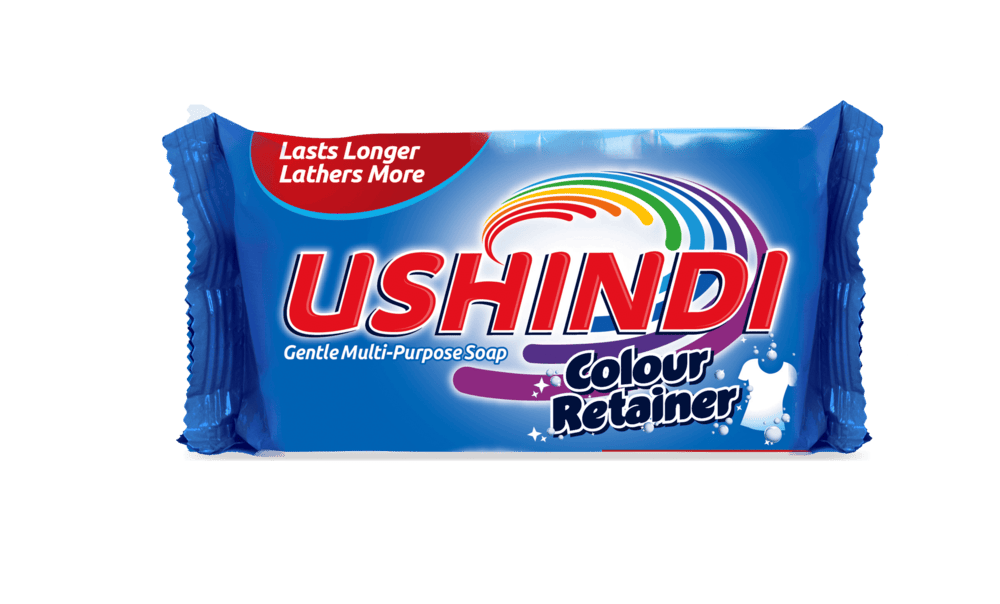 Lasts Longer
Lathers More
USHINDI
Gentle Multi-Purpose Soap
Colour
Retainer